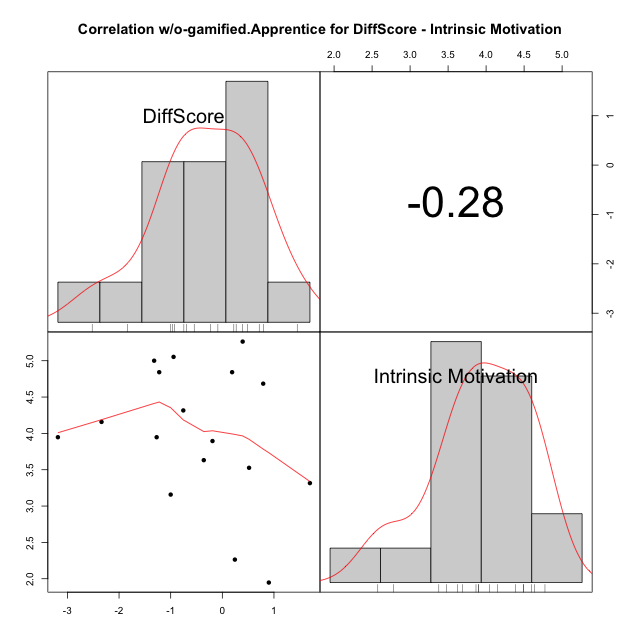 Correlation w/o-gamified.Apprentice for DiffScore - Intrinsic Motivation
2.0 2.5 3.0 3.5 4.0 4.5 5.0
DiffScore
-0.28
1
0
-1
-2
-3
Intrinsic Motivation
5.0
4.5
4.0
3.5
3.0
2.5
2.0
-3 -2 -1 0 1